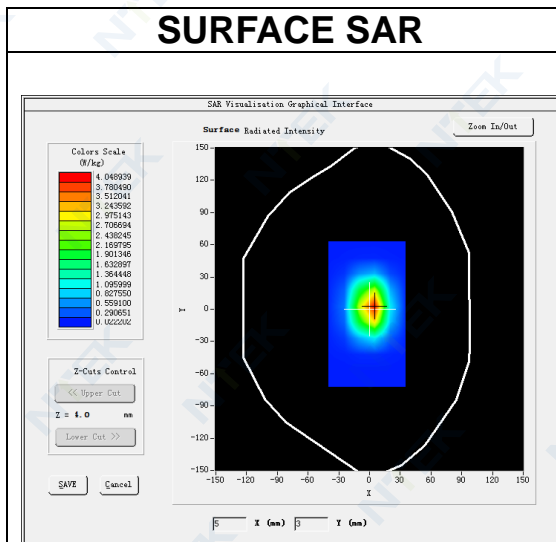 SURFACE SAR
SAR Visualisation Graphical Interface
Surface Radiated Intensity
Zoom In/Out
Colors Scale
(W/kg)
4.048939
3.780490
3.512041
3.243592
2.975143
2.706694
2.438245
2.169795
1.901346
1.632897
1.364448
1.095999
0.827550
0.559100
0.290651
0.022202
150
120
90
60
30
0
-30
-60
-90
-120
-150
Y
-150 -120 -90 -60 -30 0 30 60 90 120 150
X
Z-Cuts Control
<< Upper Cut
Z = 4.0 mm
Lower Cut >>
SAVE Cancel
5 X (mm) 3 Y (mm)
NTEK